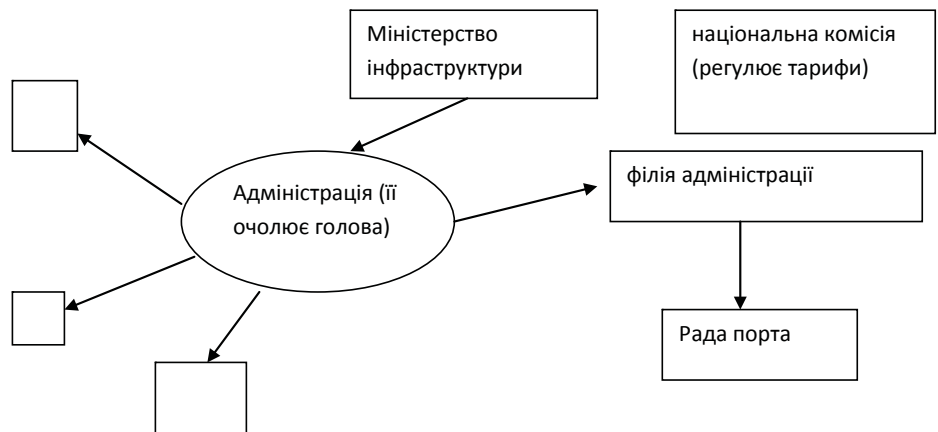 Міністерство
інфраструктури
національна комісія
(регулює тарифи)
Адміністрація (її
очолює голова)
філія адміністрації
Рада порта